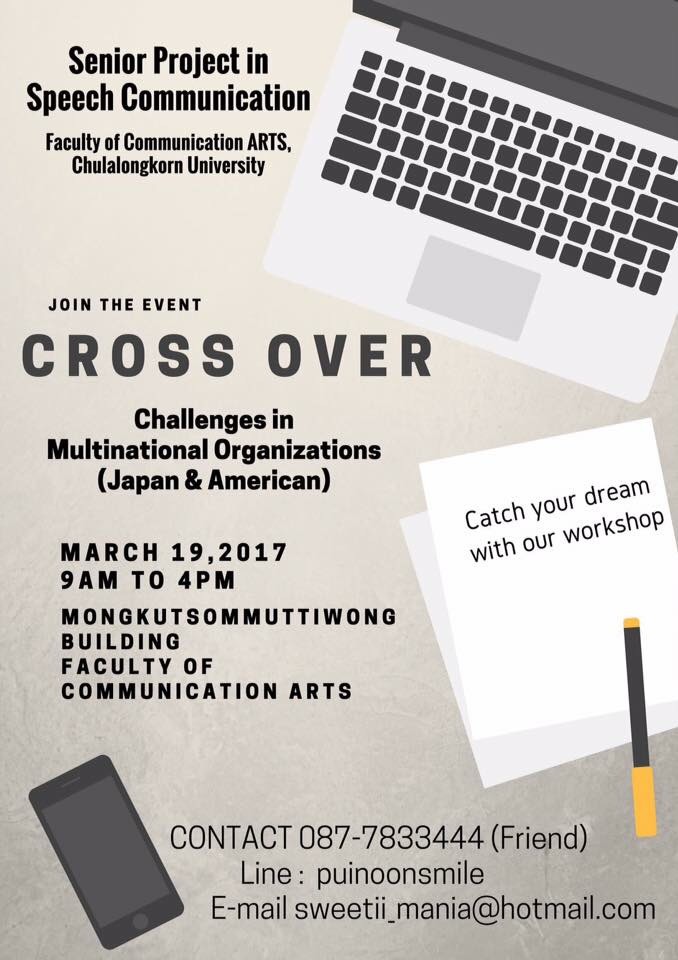 Senior Project in
Speech Communication
Faculty of Communication ARTS,
Chulalongkorn University
JOIN THE EVENT
CROSS OVER
Challenges in
Multinational Organizations
(Japan & American)
MARCH 19,2017
9AM TO 4PM
MONGKUTSOMMUTTIWONG
BUILDING
FACULTY OF
COMMUNICATION ARTS
Catch your dream
with our workshop
CONTACT 087-7833444 (Friend)
Line : puinoonsmile
E-mail sweetii_mania@hotmail.com